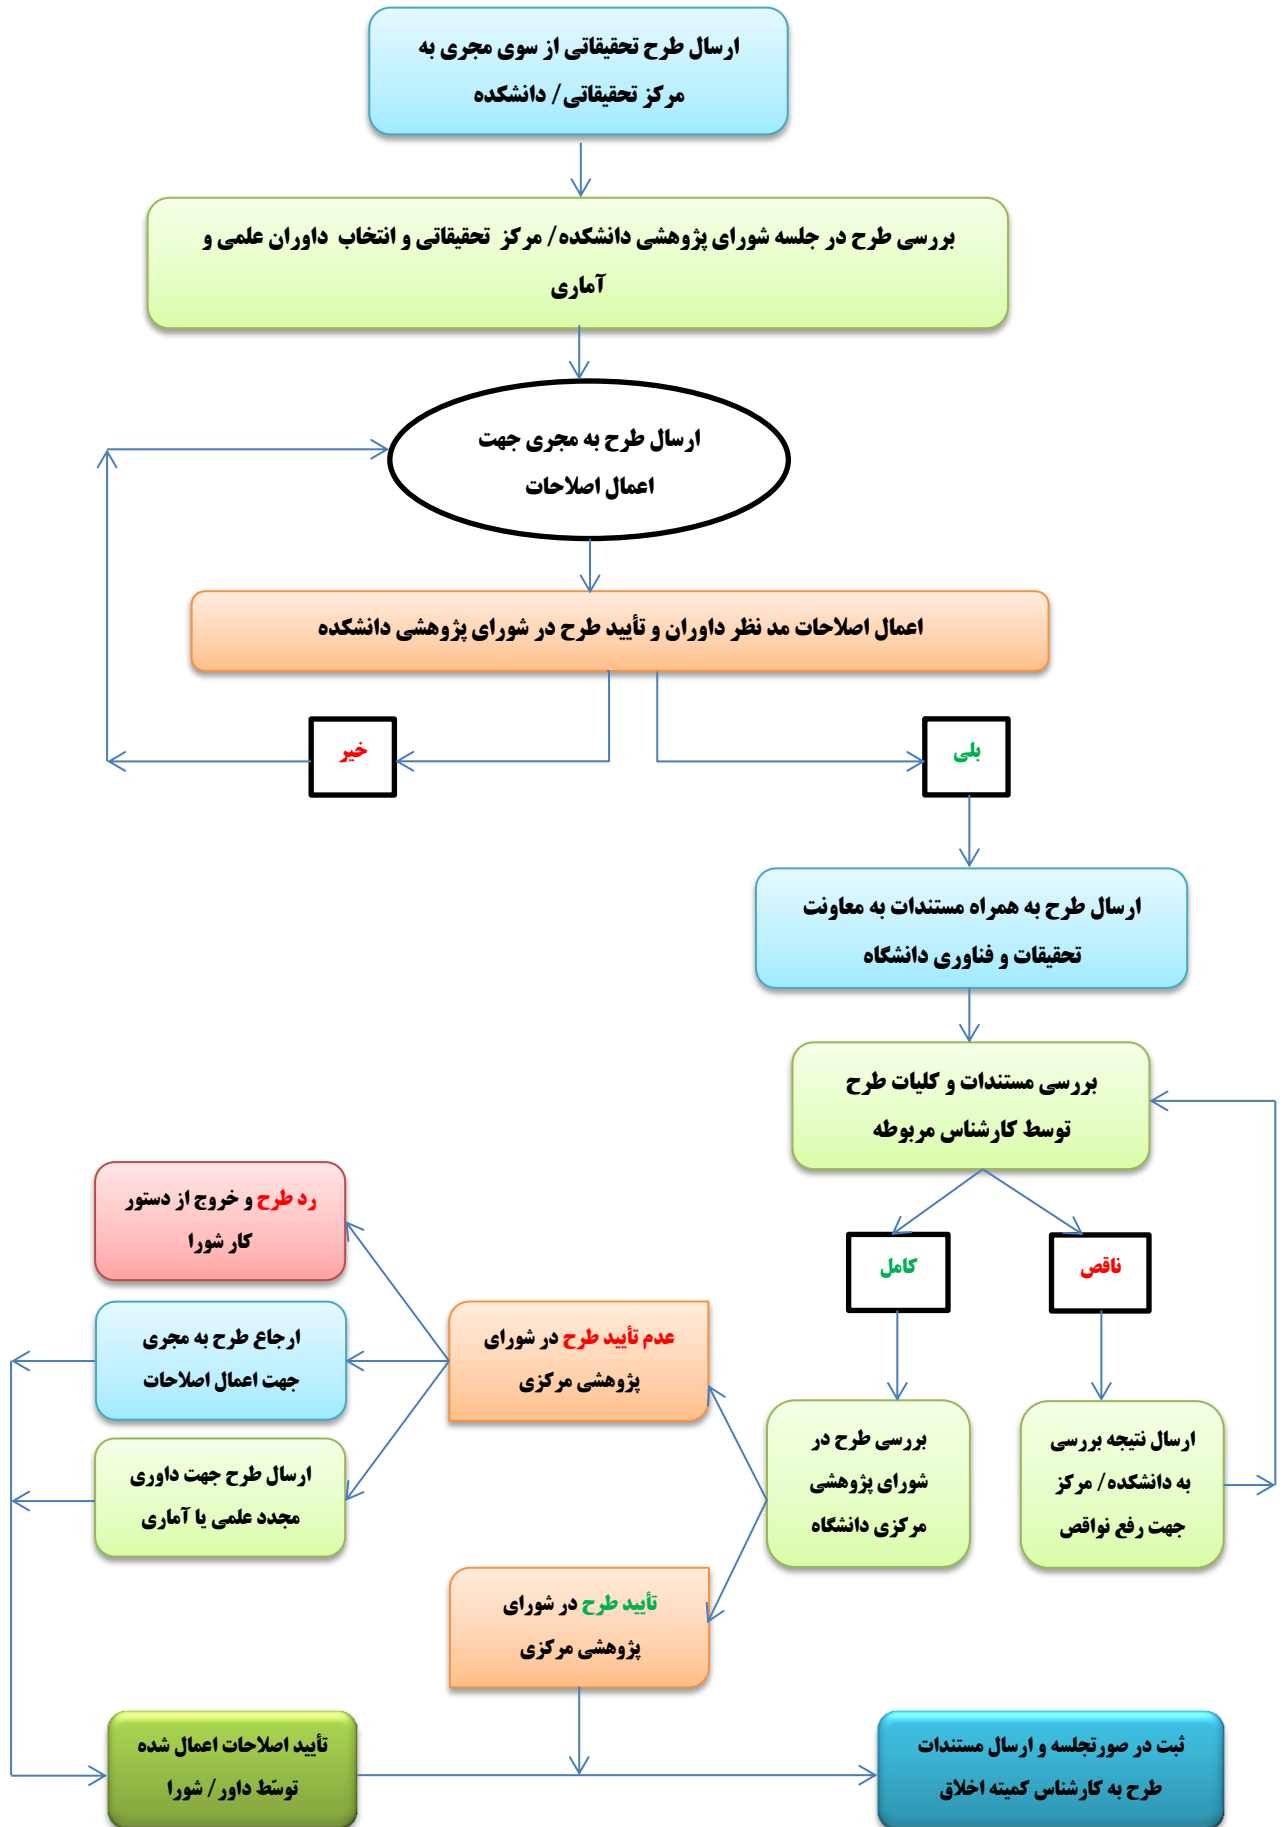 ارسال طرح تحقیقاتی از سوی مجری به
مرکز تحقیقاتی/ دانشکده
بررسی طرح در جلسه شورای پژوهشی دانشکده/ مرکز تحقیقاتی و انتخاب داوران علمی و
آماری
ارسال طرح به مجری جهت
اعمال اصلاحات
اعمال اصلاحات مد نظر داوران و تأیید طرح در شورای پژوهشی دانشکده
بلی
خیر
ارسال طرح به همراه مستندات به معاونت
تحقیقات و فناوری دانشگاه
بررسی مستندات و کلیات طرح
توسط کارشناس مربوطه
ناقص
کامل
ارسال نتیجه بررسی
به دانشکده/ مرکز
جهت رفع نواقص
بررسی طرح در
شورای پژوهشی
مرکزی دانشگاه
عدم تأیید طرح در شورای
پژوهشی مرکزی
رد طرح و خروج از دستور
کار شورا
ارجاع طرح به مجری
جهت اعمال اصلاحات
ارسال طرح جهت داوری
مجدد علمی یا آماری
تأیید طرح در شورای
پژوهشی مرکزی
تأیید اصلاحات اعمال شده
توسّط داور/ شورا
ثبت در صورتجلسه و ارسال مستندات
طرح به کارشناس کمیته اخلاق